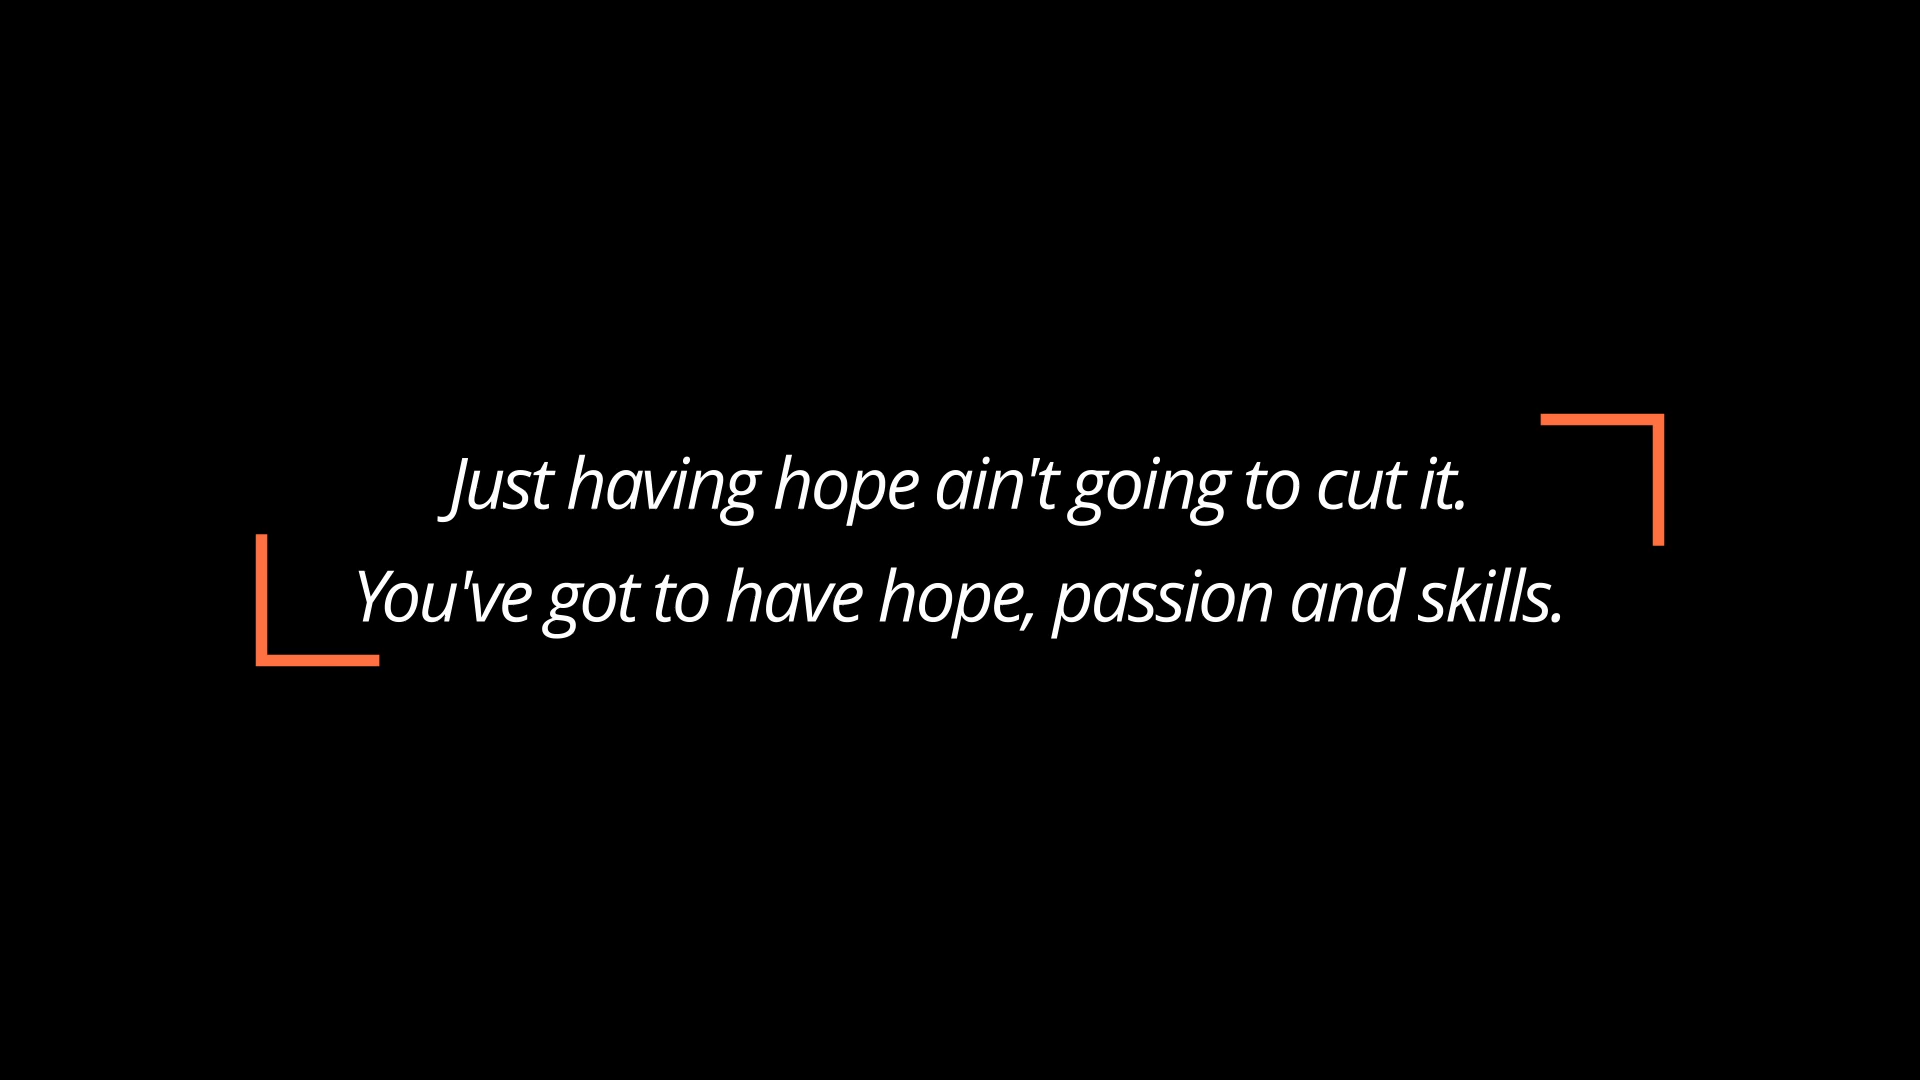 Just having hope ain't going to cut it.
You've got to have hope, passion and skills.